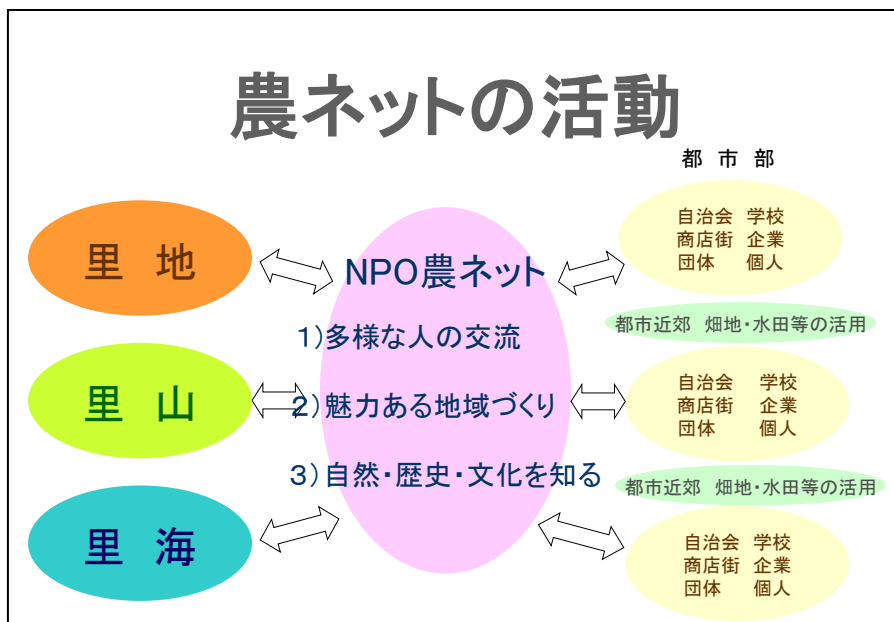 農ネットの活動
都 市 部
里 地
里 山
里 海
NPO農ネット
1)多様な人の交流
2)魅力ある地域づくり
3)自然・歴史・文化を知る
自治会 学校
商店街 企業
団体 個人
都市近郊 畑地・水田等の活用
自治会 学校
商店街 企業
団体 個人
都市近郊 畑地・水田等の活用
自治会 学校
商店街 企業
団体 個人